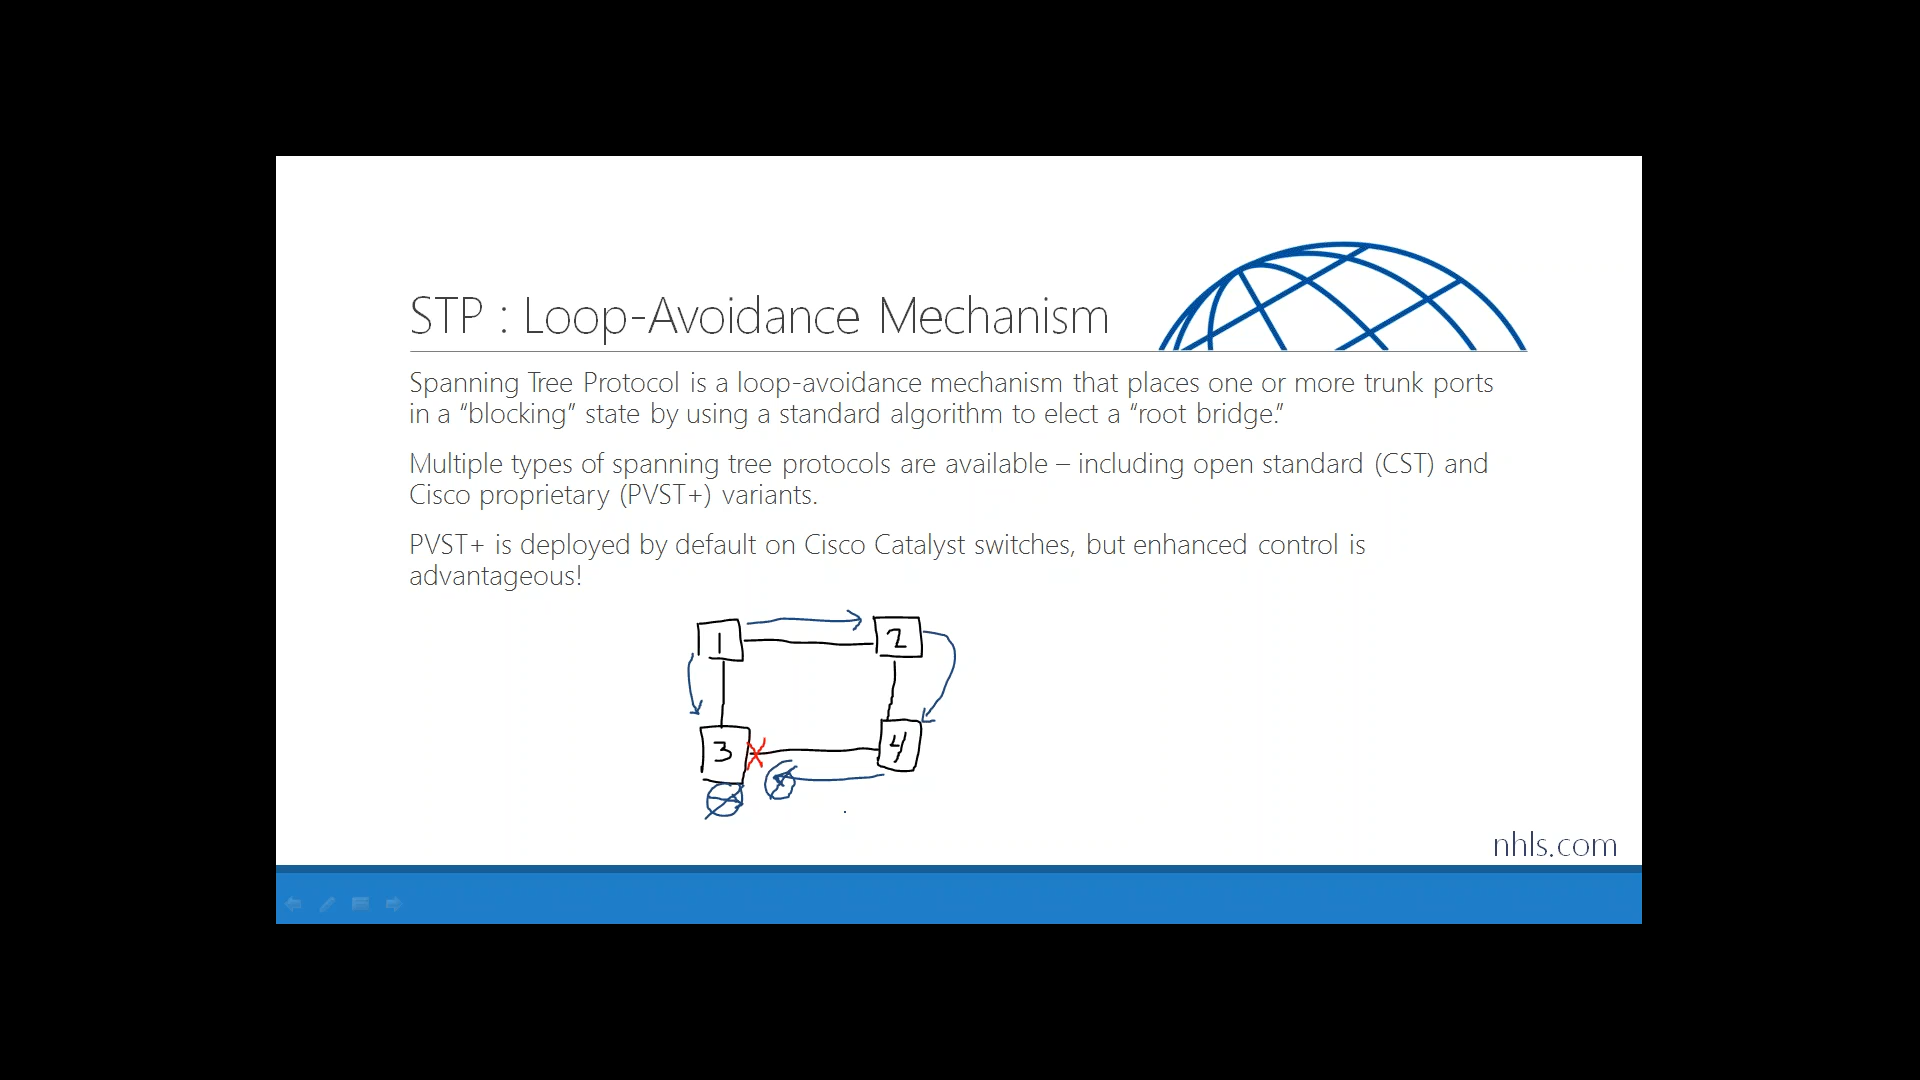 STP : Loop-Avoidance Mechanism
Spanning Tree Protocol is a loop-avoidance mechanism that places one or more trunk ports
in a “blocking” state by using a standard algorithm to elect a “root bridge.”
Multiple types of spanning tree protocols are available – including open standard (CST) and
Cisco proprietary (PVST+) variants.
PVST+ is deployed by default on Cisco Catalyst switches, but enhanced control is
advantageous!
1 2
3 X 4
nhls.com